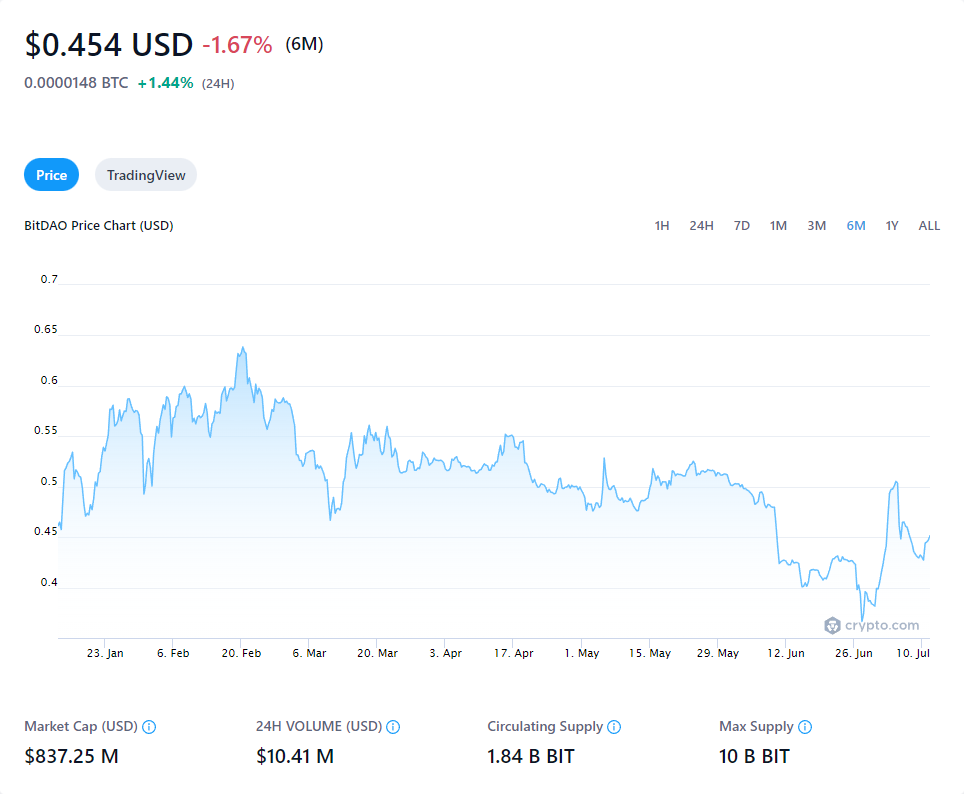 $0.454 USD -1.67% (6M)
0.0000148 BTC +1.44% (24H)
Price TradingView
BitDAO Price Chart (USD) 1H 24H 7D 1M 3M 6M 1Y ALL
0.7
0.65
0.6
0.55
0.5
0.45
0.4
crypto.com
23. Jan 6. Feb 20. Feb 6. Mar 20. Mar 3. Apr 17. Apr 1. May 15. May 29. May 12. Jun 26. Jun 10. Jul
Market Cap (USD) 24H VOLUME (USD) Circulating Supply Max Supply
$837.25 M $10.41 M 1.84 B BIT 10 B BIT